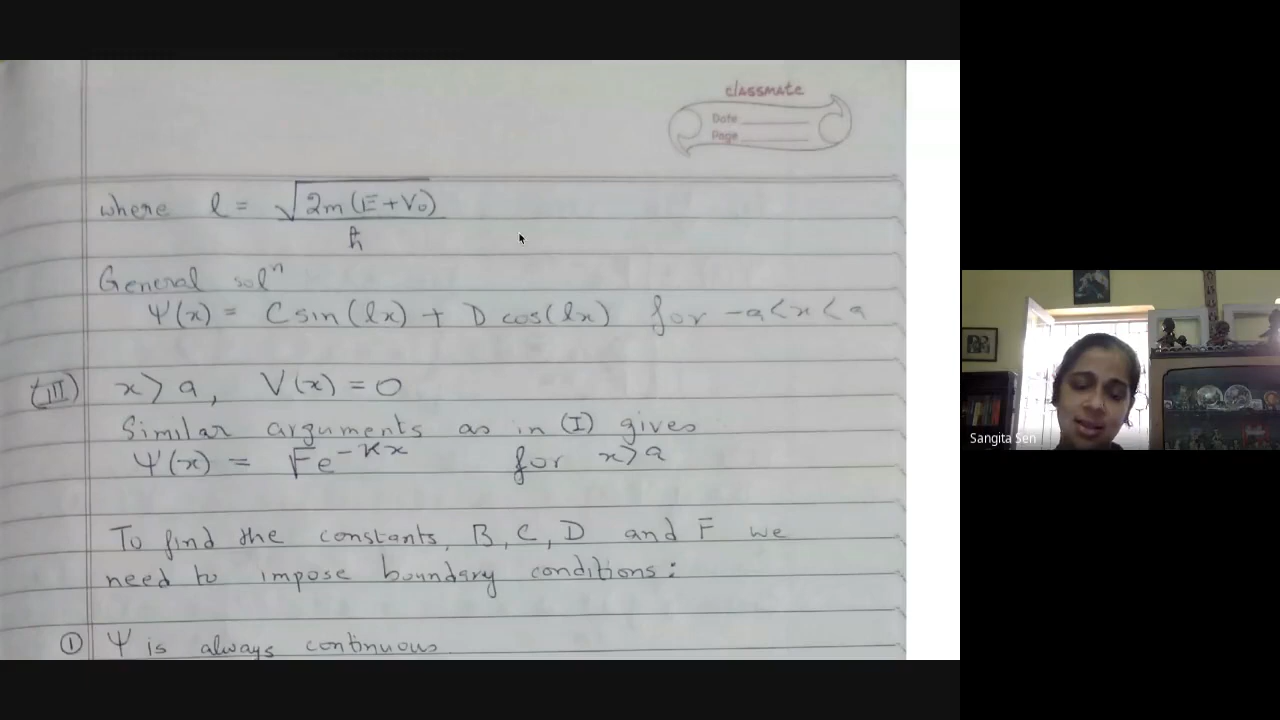 classmate
Date
Page
where l = √2m(E+V₀) / ħ
General solⁿ
Ψ(x) = C sin(lx) + D cos(lx) for -a<x<a
(III) x>a, V(x) = 0
Similar arguments as in (I) gives
Ψ(x) = Fe^-Kx for x>a
To find the constants, B, C, D and F we
need to impose boundary conditions:
① Ψ is always continuous
Sangita Sen